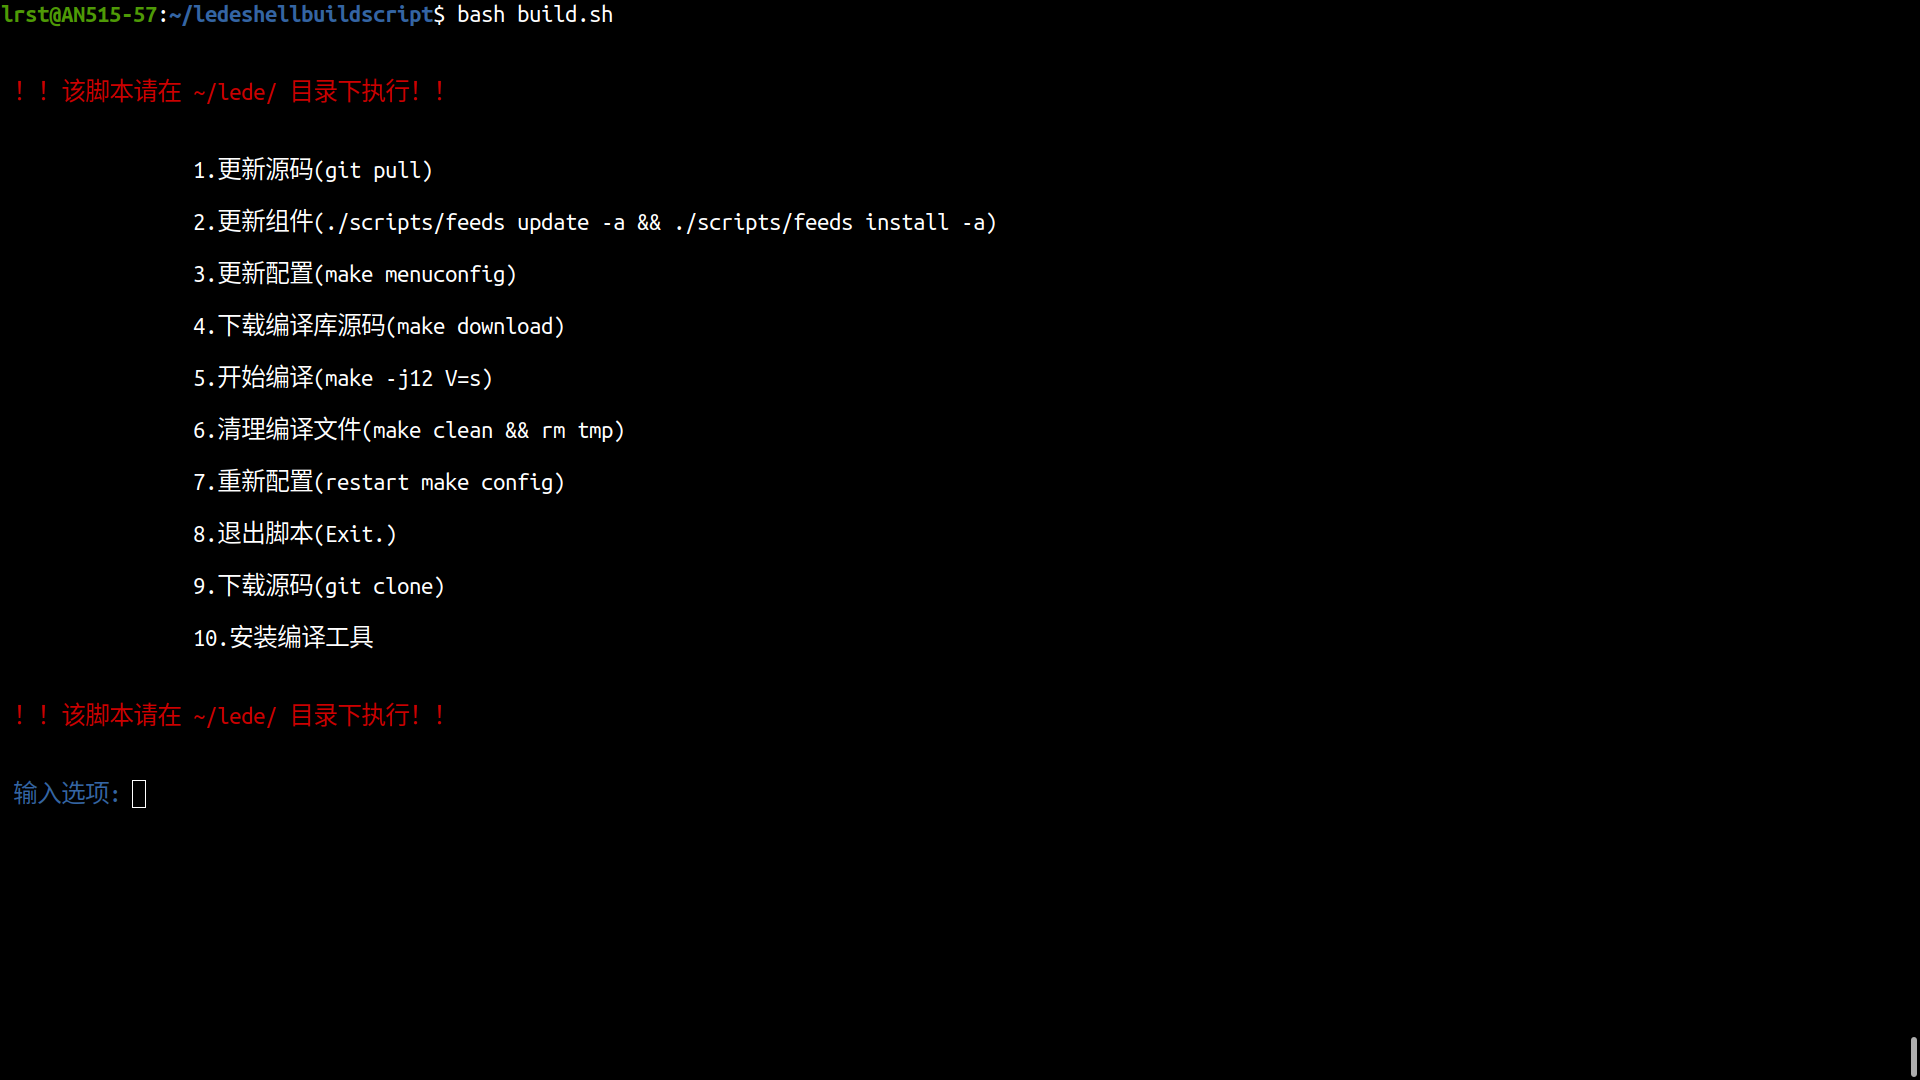 lrst@AN515-57:~/ledeshellbuildscript$ bash build.sh
！！该脚本请在 ~/lede/ 目录下执行！！
1.更新源码(git pull)
2.更新组件(./scripts/feeds update -a && ./scripts/feeds install -a)
3.更新配置(make menuconfig)
4.下载编译库源码(make download)
5.开始编译(make -j12 V=s)
6.清理编译文件(make clean && rm tmp)
7.重新配置(restart make config)
8.退出脚本(Exit.)
9.下载源码(git clone)
10.安装编译工具
！！该脚本请在 ~/lede/ 目录下执行！！
输入选项: